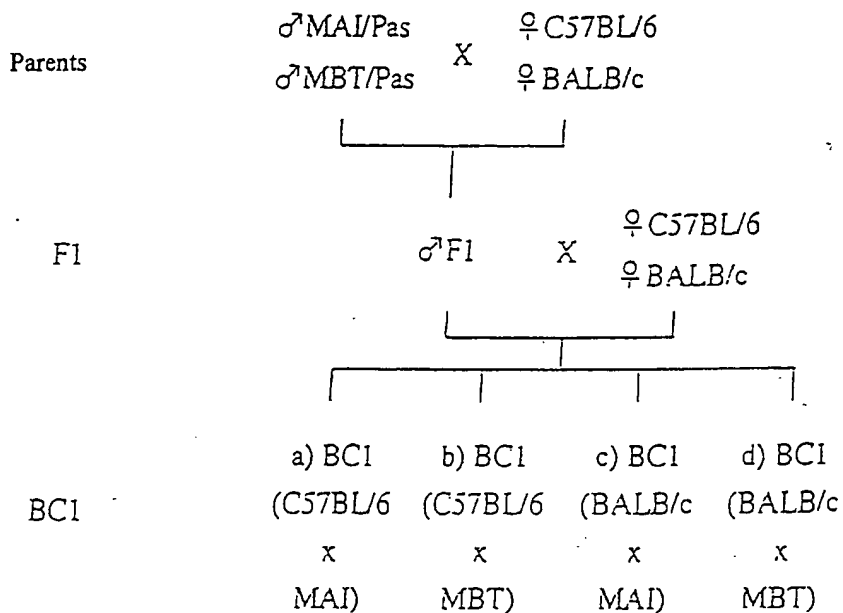 ♂MAI/Pas ♀C57BL/6
Parents X
♂MBT/Pas ♀BALB/c
♀C57BL/6
F1 ♂F1 X
♀BALB/c
a) BC1 b) BC1 c) BC1 d) BC1
(C57BL/6 (C57BL/6 (BALB/c (BALB/c
BC1
x x x x
MAI) MBT) MAI) MBT)